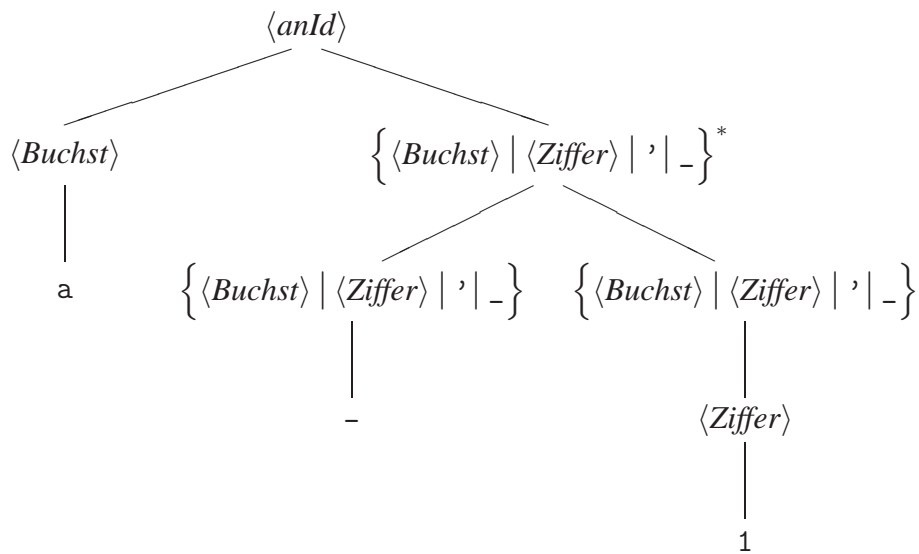 ⟨anId⟩
⟨Buchst⟩ {⟨Buchst⟩ | ⟨Ziffer⟩ | ' | _}*
a {⟨Buchst⟩ | ⟨Ziffer⟩ | ' | _} {⟨Buchst⟩ | ⟨Ziffer⟩ | ' | _}
_ ⟨Ziffer⟩
1